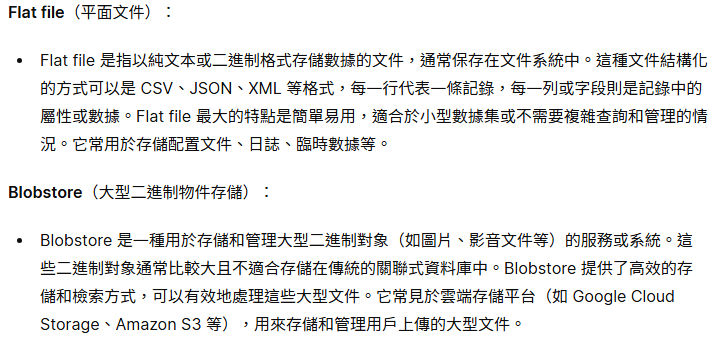 Flat file（平面文件）：
• Flat file 是指以純文本或二進制格式存儲數據的文件，通常保存在文件系統中。這種文件結構化
的方式可以是 CSV、JSON、XML 等格式，每一行代表一條記錄，每一列或字段則是記錄中的
屬性或數據。Flat file 最大的特點是簡單易用，適合於小型數據集或不需要複雜查詢和管理的情
況。它常用於存儲配置文件、日誌、臨時數據等。
Blobstore（大型二進制物件存儲）：
• Blobstore 是一種用於存儲和管理大型二進制對象（如圖片、影音文件等）的服務或系統。這
些二進制對象通常比較大且不適合存儲在傳統的關聯式資料庫中。Blobstore 提供了高效的存
儲和檢索方式，可以有效地處理這些大型文件。它常見於雲端存儲平台（如 Google Cloud
Storage、Amazon S3 等），用來存儲和管理用戶上傳的大型文件。